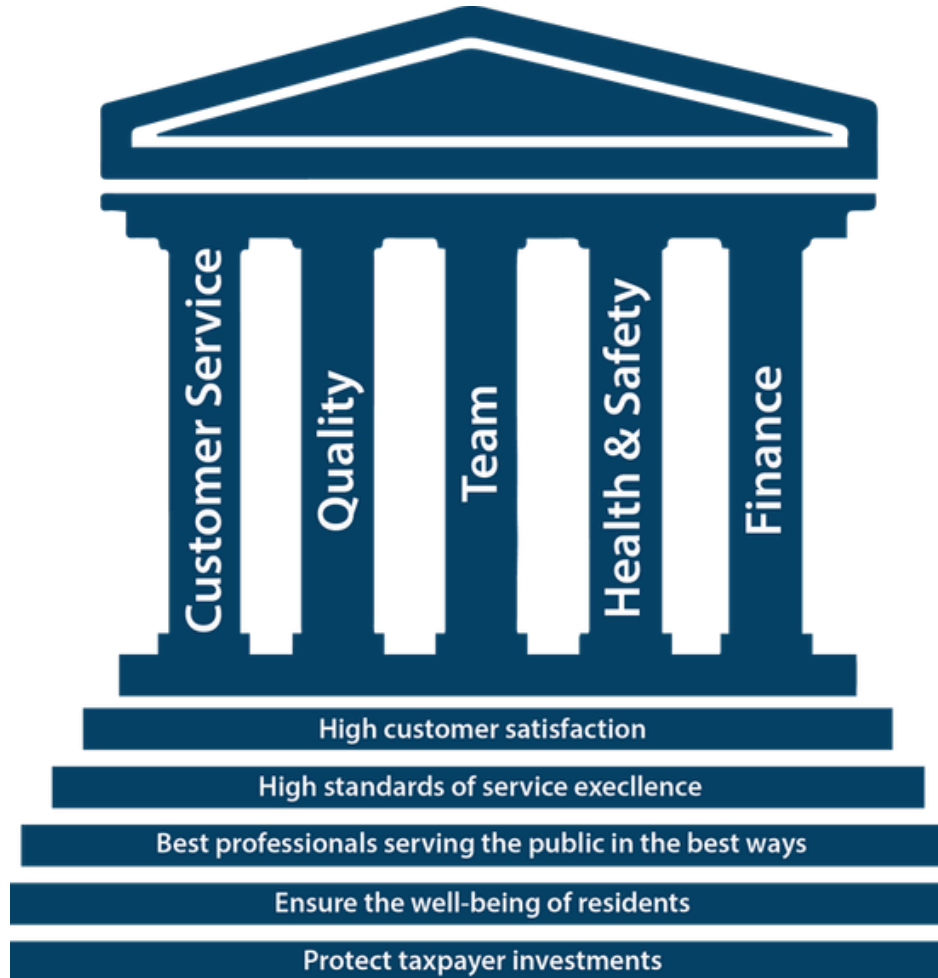 Customer Service
Quality
Team
Health & Safety
Finance
High customer satisfaction
High standards of service execllence
Best professionals serving the public in the best ways
Ensure the well-being of residents
Protect taxpayer investments